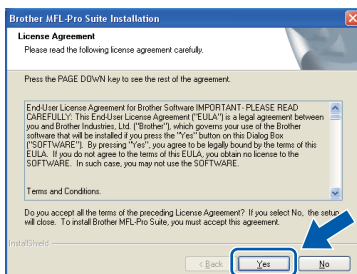 Brother MFL-Pro Suite Installation
License Agreement
Please read the following license agreement carefully.
Press the PAGE DOWN key to see the rest of the agreement.
End-User License Agreement for Brother Software IMPORTANT- PLEASE READ
CAREFULLY: This End-User License Agreement ("EULA") is a legal agreement between
you and Brother Industries, Ltd. ("Brother"), which governs your use of the Brother
software that will be installed if you press the "Yes" button on this Dialog Box
("SOFTWARE"). By pressing "Yes", you agree to be legally bound by the terms of this
EULA. If you do not agree to the terms of this EULA, you obtain no license to the
SOFTWARE. In such case, you may not use the SOFTWARE.
Terms and Conditions.
Do you accept all the terms of the preceding License Agreement? If you select No, the setup
will close. To install Brother MFL-Pro Suite, you must accept this agreement.
InstallShield
< Back
Yes
No